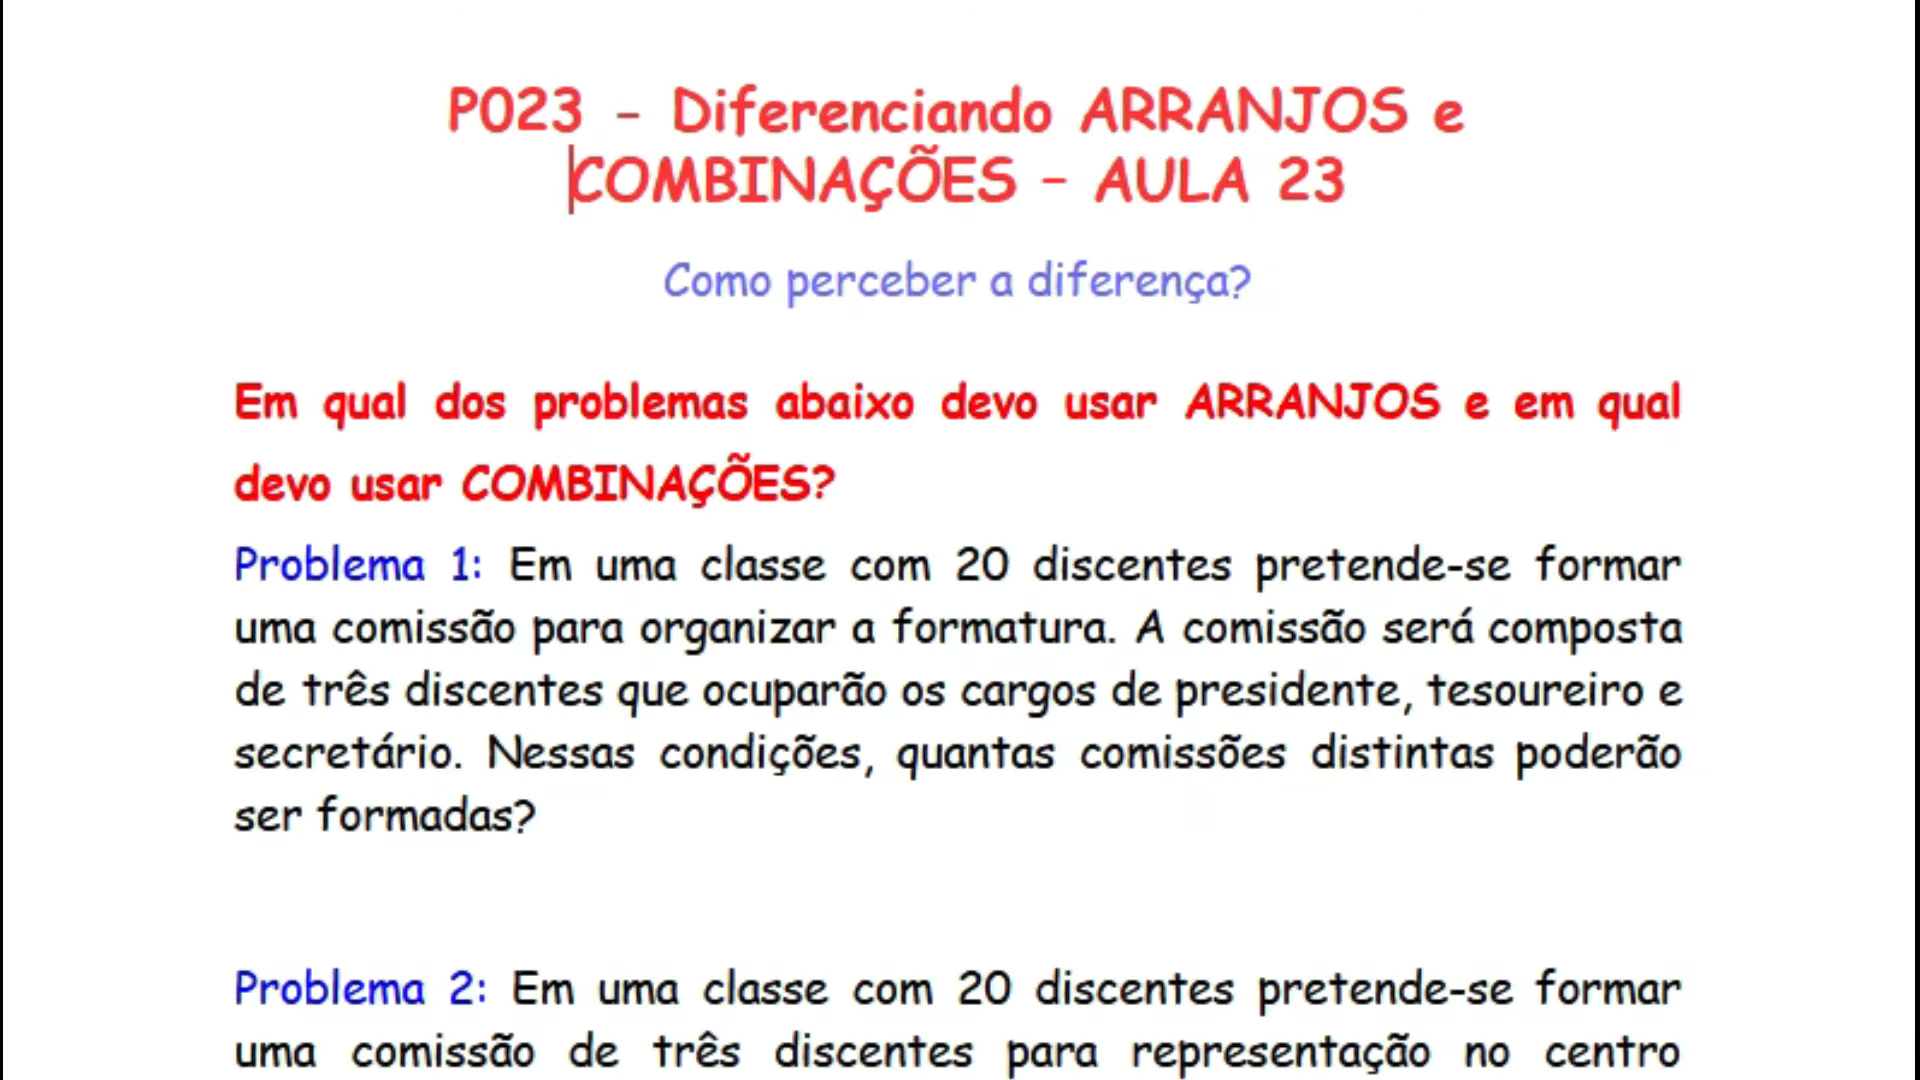 P023 - Diferenciando ARRANJOS e
COMBINAÇÕES - AULA 23
Como perceber a diferença?
Em qual dos problemas abaixo devo usar ARRANJOS e em qual
devo usar COMBINAÇÕES?
Problema 1: Em uma classe com 20 discentes pretende-se formar
uma comissão para organizar a formatura. A comissão será composta
de três discentes que ocuparão os cargos de presidente, tesoureiro e
secretário. Nessas condições, quantas comissões distintas poderão
ser formadas?
Problema 2: Em uma classe com 20 discentes pretende-se formar
uma comissão de três discentes para representação no centro